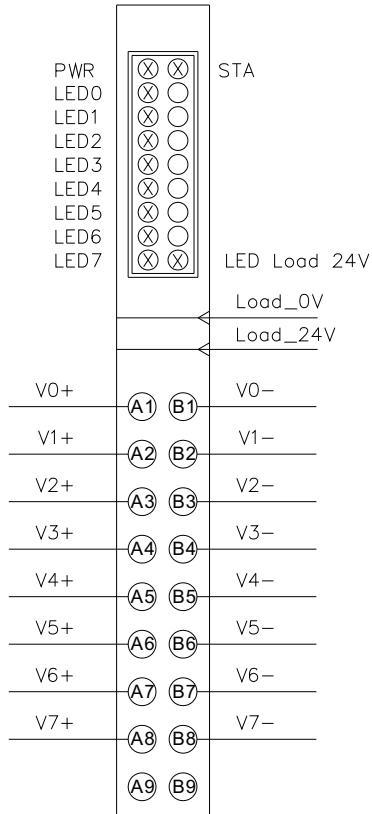 PWR STA
LED0
LED1
LED2
LED3
LED4
LED5
LED6
LED7 LED Load 24V
Load_0V
Load_24V
V0+ A1 B1 V0-
V1+ A2 B2 V1-
V2+ A3 B3 V2-
V3+ A4 B4 V3-
V4+ A5 B5 V4-
V5+ A6 B6 V5-
V6+ A7 B7 V6-
V7+ A8 B8 V7-
A9 B9